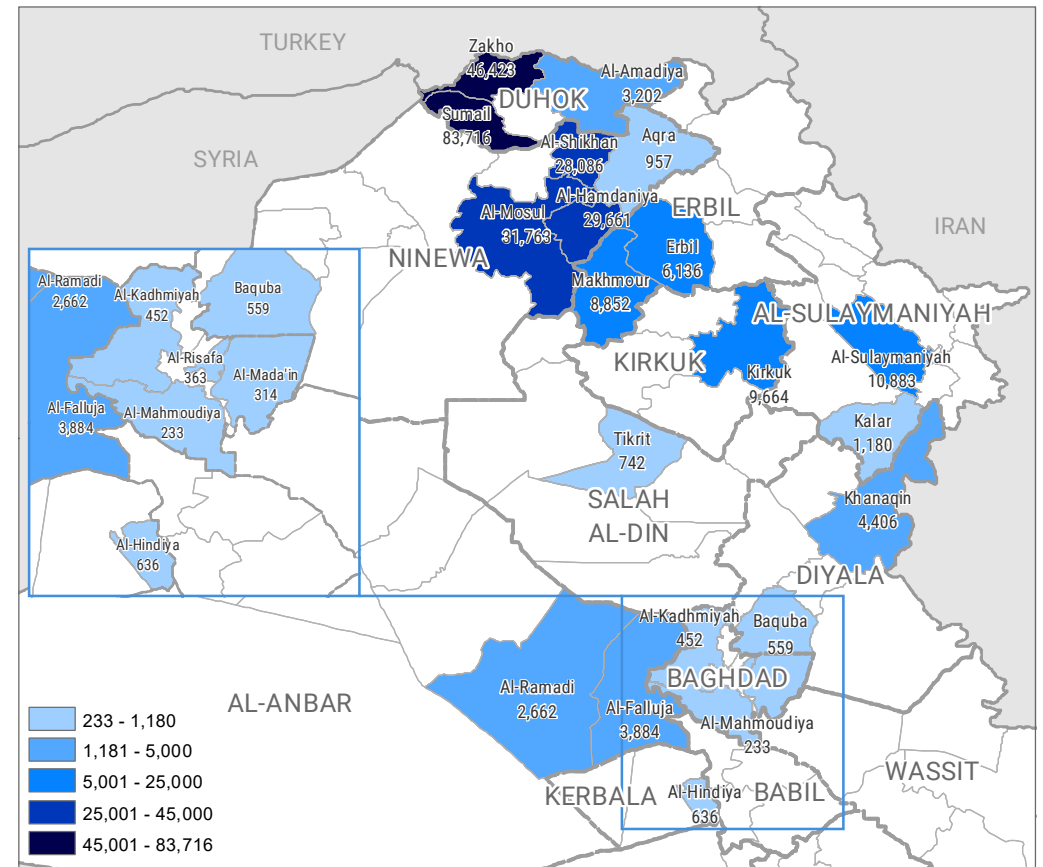 TURKEY
Zakho
46,423
Al-Amadiya
3,202
DUHOK
Sumail
83,716
Al-Shikhan
28,086
Aqra
957
SYRIA
Al-Hamdaniya
29,661
Al-Mosul
31,763
ERBIL
IRAN
NINEWA
Erbil
6,136
Makhmour
8,852
AL-SULAYMANIYAH
KIRKUK
Kirkuk
9,664
Al-Sulaymaniyah
10,883
Al-Ramadi
2,662
Al-Kadhmiyah
452
Baquba
559
Al-Risafa
363
Al-Mada'in
314
Al-Falluja
3,884
Al-Mahmoudiya
233
Al-Hindiya
636
Kalar
1,180
Tikrit
742
Khanaqin
4,406
SALAH
AL-DIN
DIYALA
Al-Kadhmiyah
452
Baquba
559
BAGHDAD
Al-Ramadi
2,662
Al-Falluja
3,884
Al-Mahmoudiya
233
AL-ANBAR
WASSIT
KERBALA
Al-Hindiya
636
BABIL
233 - 1,180
1,181 - 5,000
5,001 - 25,000
25,001 - 45,000
45,001 - 83,716